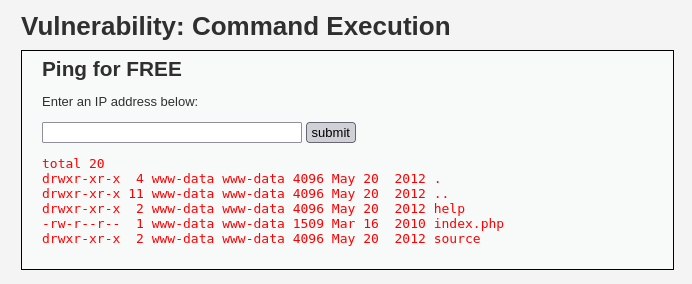 Vulnerability: Command Execution
Ping for FREE
Enter an IP address below:
submit
total 20
drwxr-xr-x  4 www-data www-data 4096 May 20  2012 .
drwxr-xr-x 11 www-data www-data 4096 May 20  2012 ..
drwxr-xr-x  2 www-data www-data 4096 May 20  2012 help
-rw-r--r--  1 www-data www-data 1509 Mar 16  2010 index.php
drwxr-xr-x  2 www-data www-data 4096 May 20  2012 source